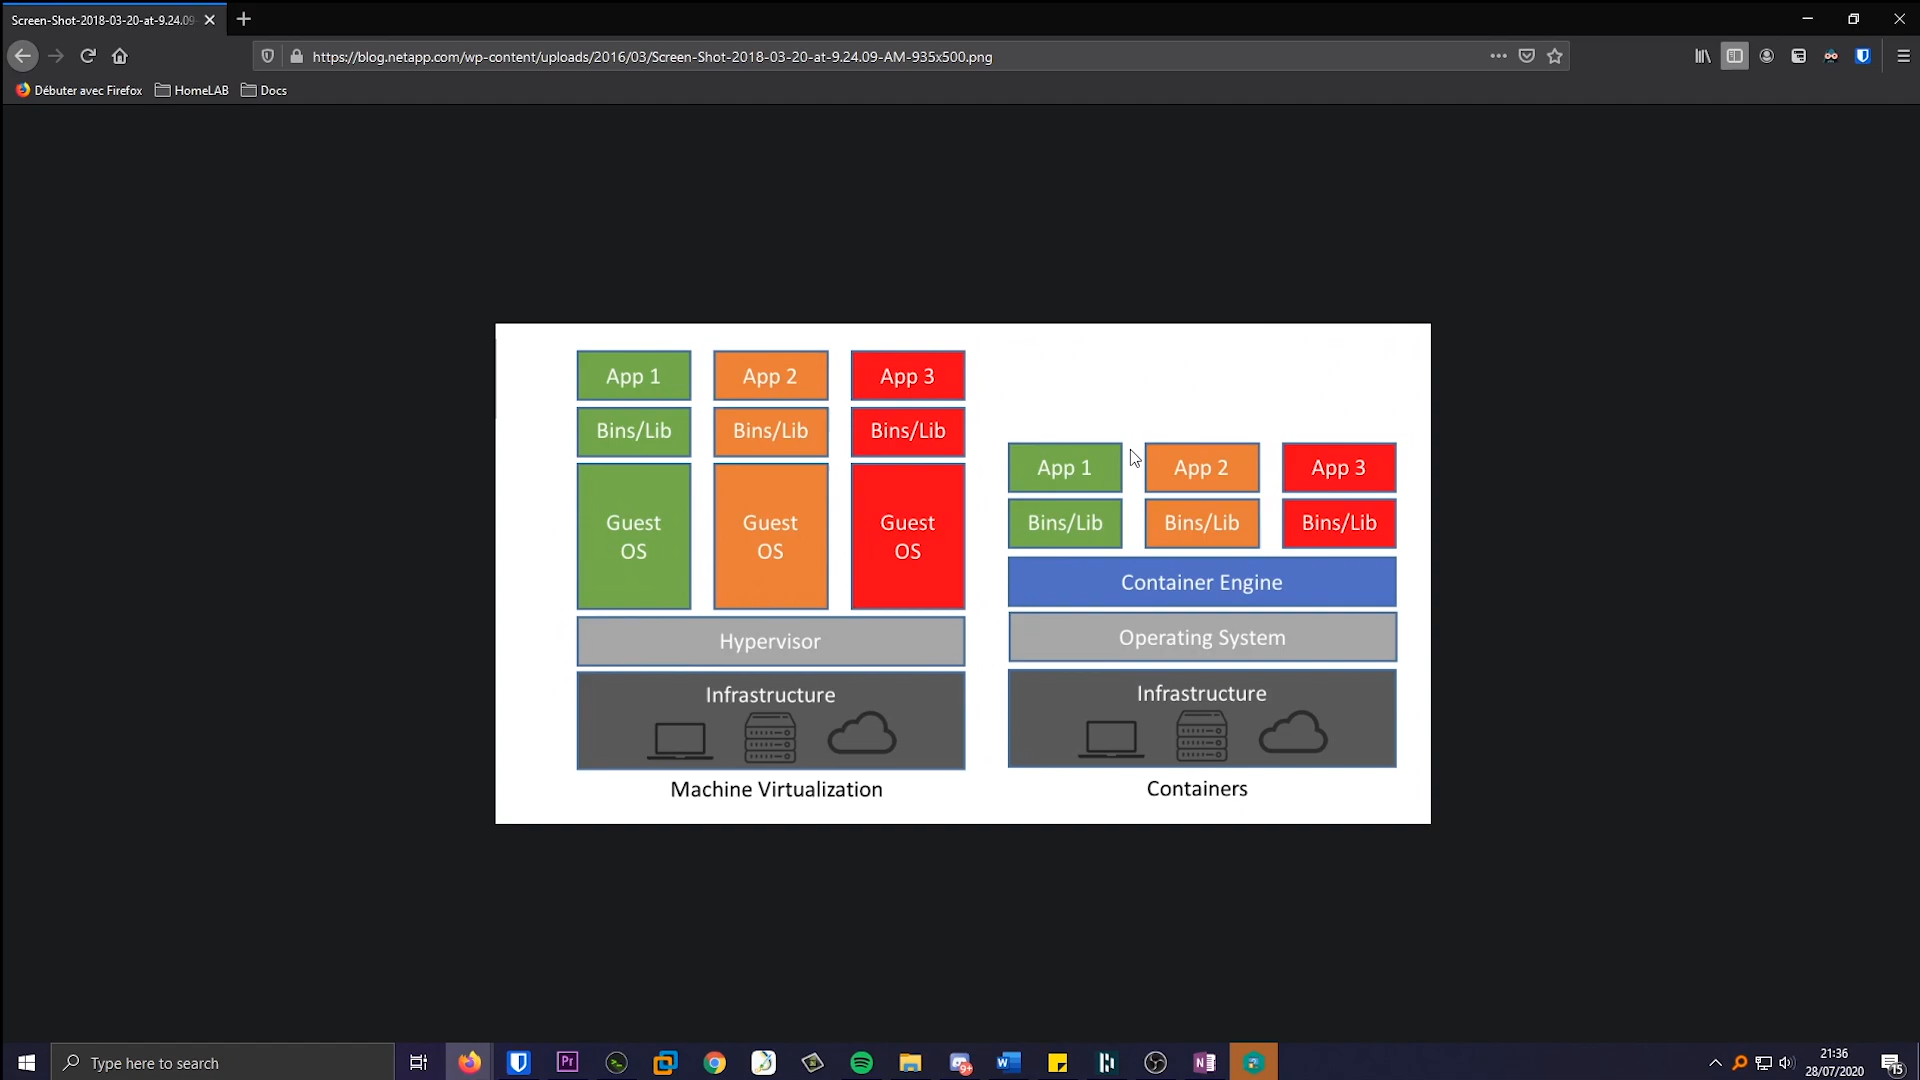 Screen-Shot-2018-03-20-at-9.24.09-
https://blog.netapp.com/wp-content/uploads/2016/03/Screen-Shot-2018-03-20-at-9.24.09-AM-935x500.png
Débuter avec Firefox HomeLAB Docs
App 1 App 2 App 3
Bins/Lib Bins/Lib Bins/Lib
Guest OS Guest OS Guest OS
Hypervisor
Infrastructure
Machine Virtualization
App 1 App 2 App 3
Bins/Lib Bins/Lib Bins/Lib
Container Engine
Operating System
Infrastructure
Containers
Type here to search
Pr
9+
W
N
21:36
28/07/2020
15